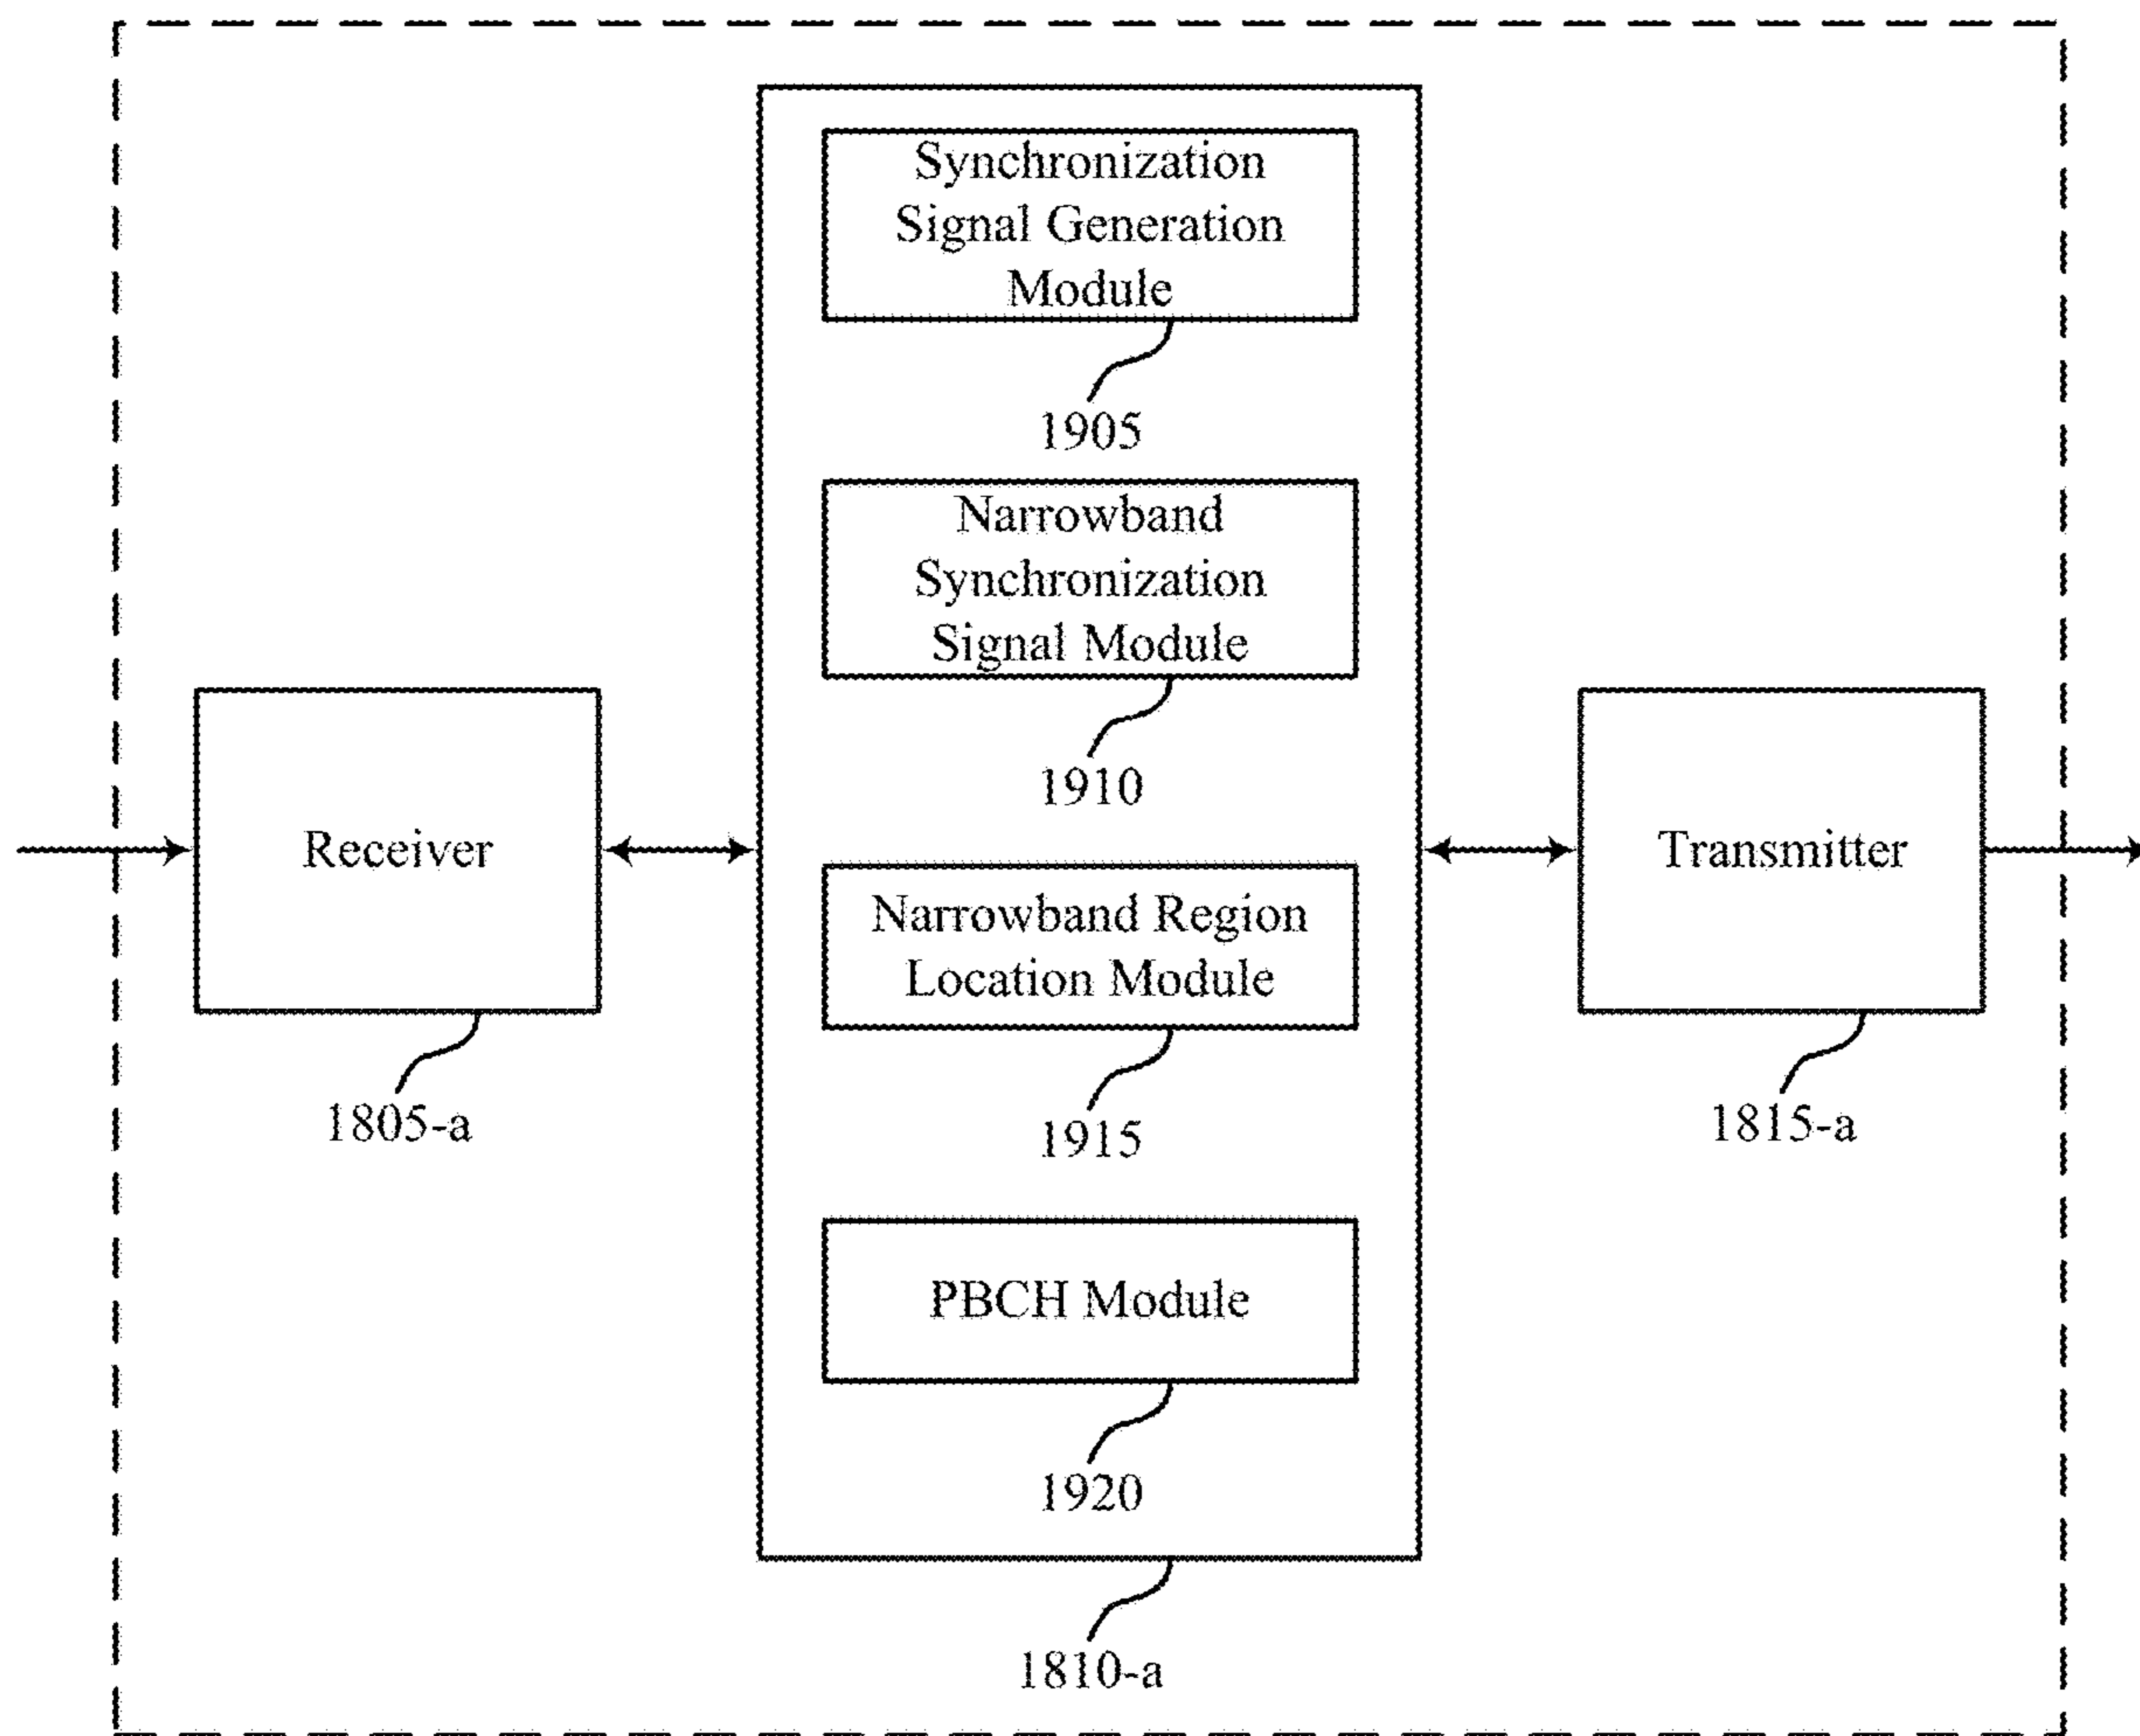 Synchronization
Signal Generation
Module
1905
Narrowband
Synchronization
Signal Module
1910
Receiver
1805-a
Narrowband Region
Location Module
1915
Transmitter
1815-a
PBCH Module
1920
1810-a